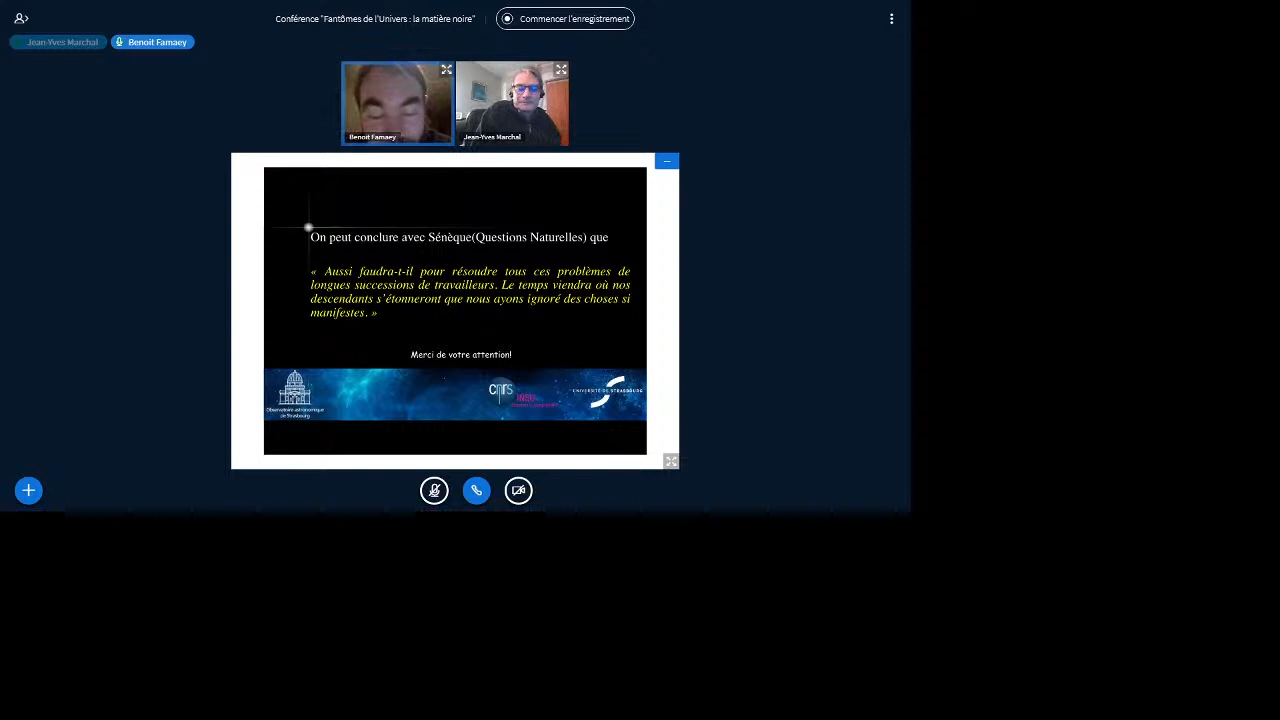 Conférence "Fantômes de l'Univers : la matière noire"
Commencer l'enregistrement
Jean-Yves Marchal
Benoit Famaey
Benoit Famaey
Jean-Yves Marchal
On peut conclure avec Sénèque(Questions Naturelles) que
« Aussi faudra-t-il pour résoudre tous ces problèmes de
longues successions de travailleurs. Le temps viendra où nos
descendants s'étonneront que nous ayons ignoré des choses si
manifestes. »
Merci de votre attention!
Observatoire astronomique
de Strasbourg
cnrs
INSU
UNIVERSITÉ DE STRASBOURG